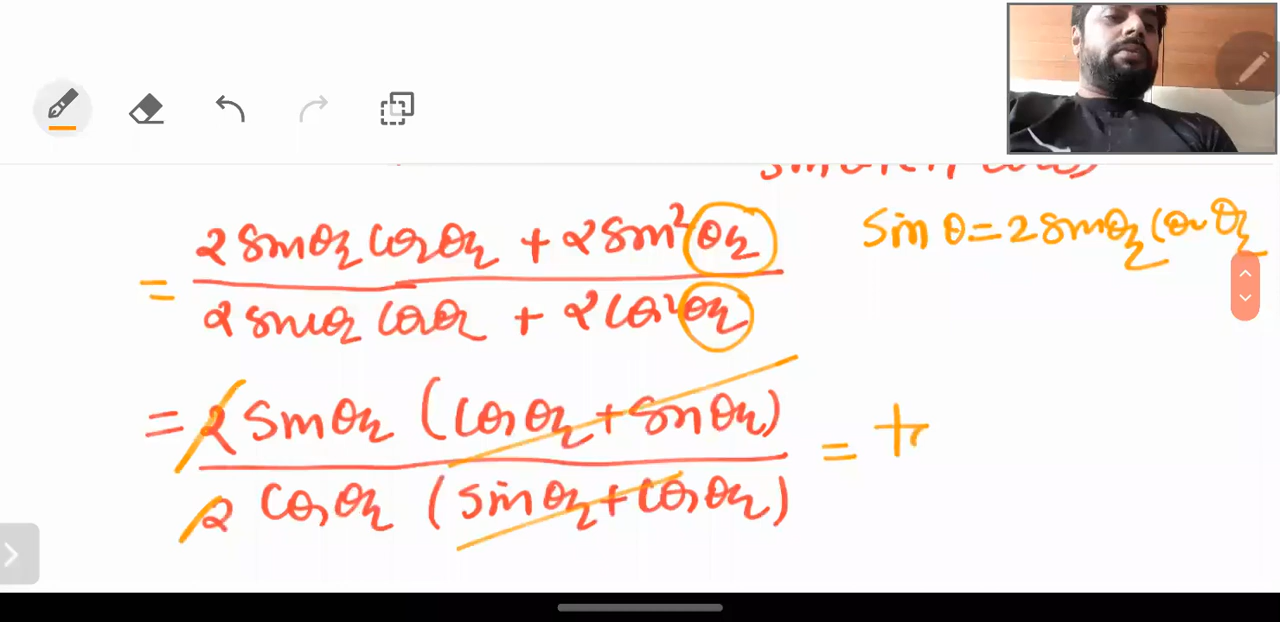 sin θ = 2 sin θ/2 cos θ/2
= (2 sin θ/2 cos θ/2 + 2 sin² θ/2) / (2 sin θ/2 cos θ/2 + 2 cos² θ/2)
= 2 sin θ/2 (cos θ/2 + sin θ/2) / 2 cos θ/2 (sin θ/2 + cos θ/2) =